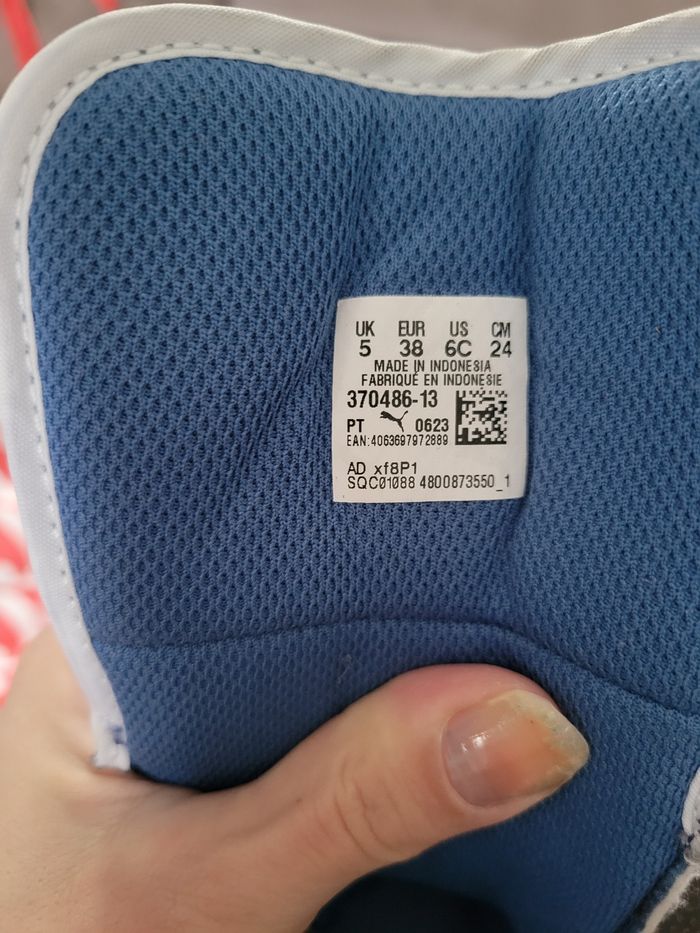 UK EUR US CM
5 38 6C 24
MADE IN INDONESIA
FABRIQUÉ EN INDONESIE
370486-13
PT 0623
EAN:4063697972889
AD xf8P1
SQC01088 4800873550_1